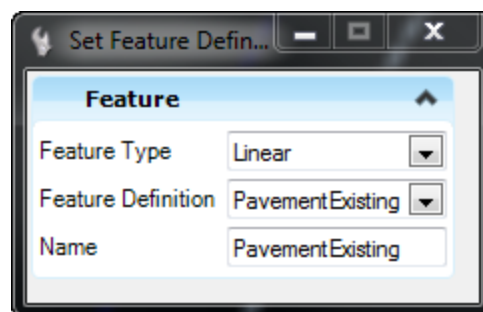 Set Feature Defin...
Feature
Feature Type Linear
Feature Definition PavementExisting
Name PavementExisting